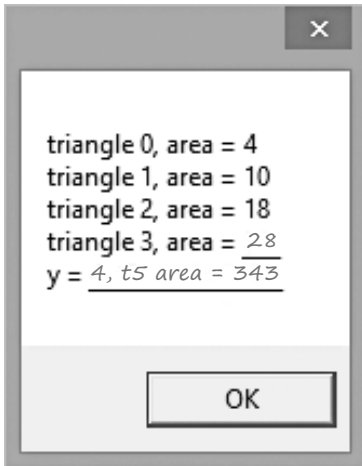 ×
triangle 0, area = 4
triangle 1, area = 10
triangle 2, area = 18
triangle 3, area = 28
y = 4, t5 area = 343
OK